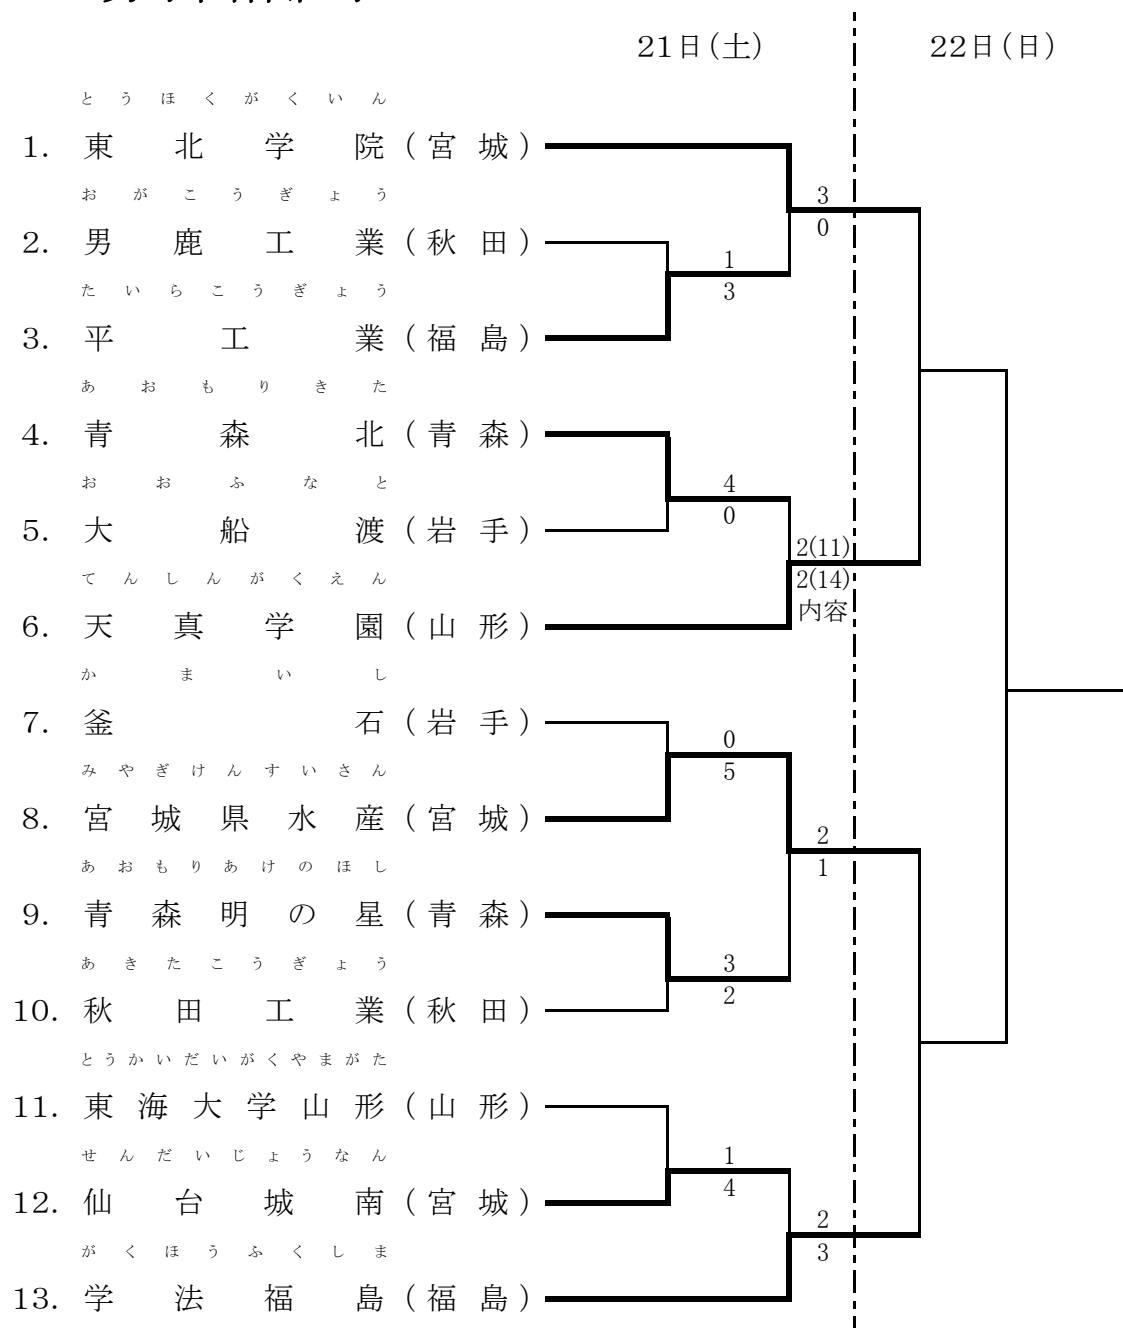 21日(土) 22日(日)
とうほくがくいん
1. 東北学院(宮城)
3
0
おがこうぎょう
2. 男鹿工業(秋田)
1
3
たいらこうぎょう
3. 平工業(福島)
あおもりきた
4. 青森北(青森)
4
0
おおふなと
5. 大船渡(岩手)
2(11)
2(14)
内容
てんしんがくえん
6. 天真学園(山形)
かまいし
7. 釜石(岩手)
0
5
みやぎけんすいさん
8. 宮城県水産(宮城)
2
1
あおもりあけのほし
9. 青森明の星(青森)
3
2
あきたこうぎょう
10. 秋田工業(秋田)
とうかいだいがくやまがた
11. 東海大学山形(山形)
1
4
せんだいじょうなん
12. 仙台城南(宮城)
2
3
がくほうふくしま
13. 学法福島(福島)